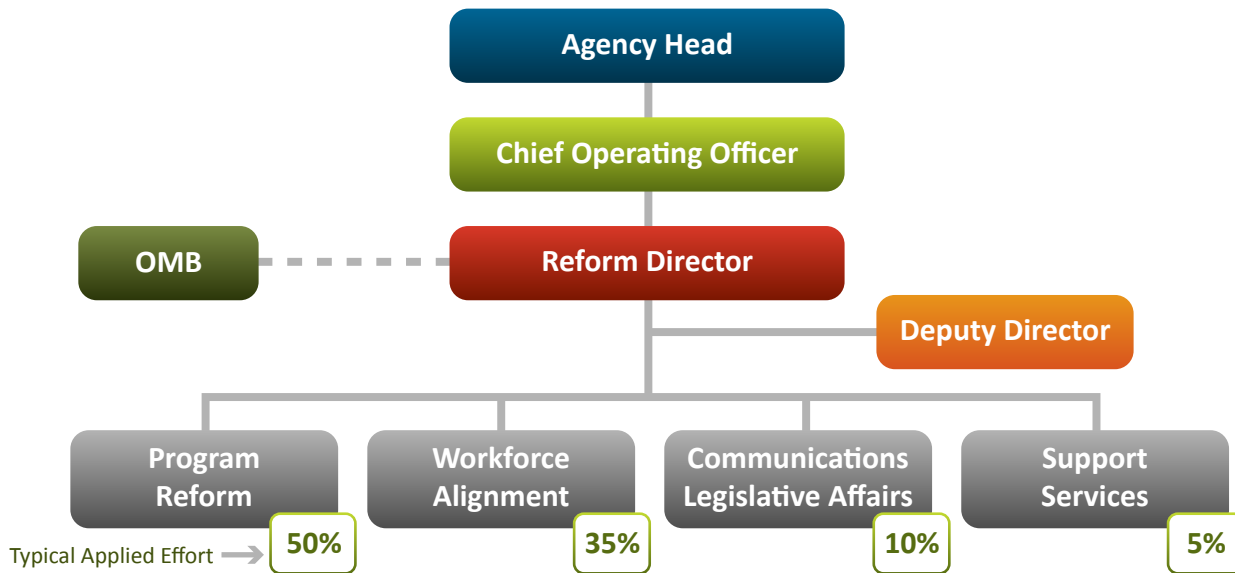 Agency Head
Chief Operating Officer
OMB
Reform Director
Deputy Director
Program
Reform
Workforce
Alignment
Communications
Legislative Affairs
Support
Services
Typical Applied Effort
50%
35%
10%
5%